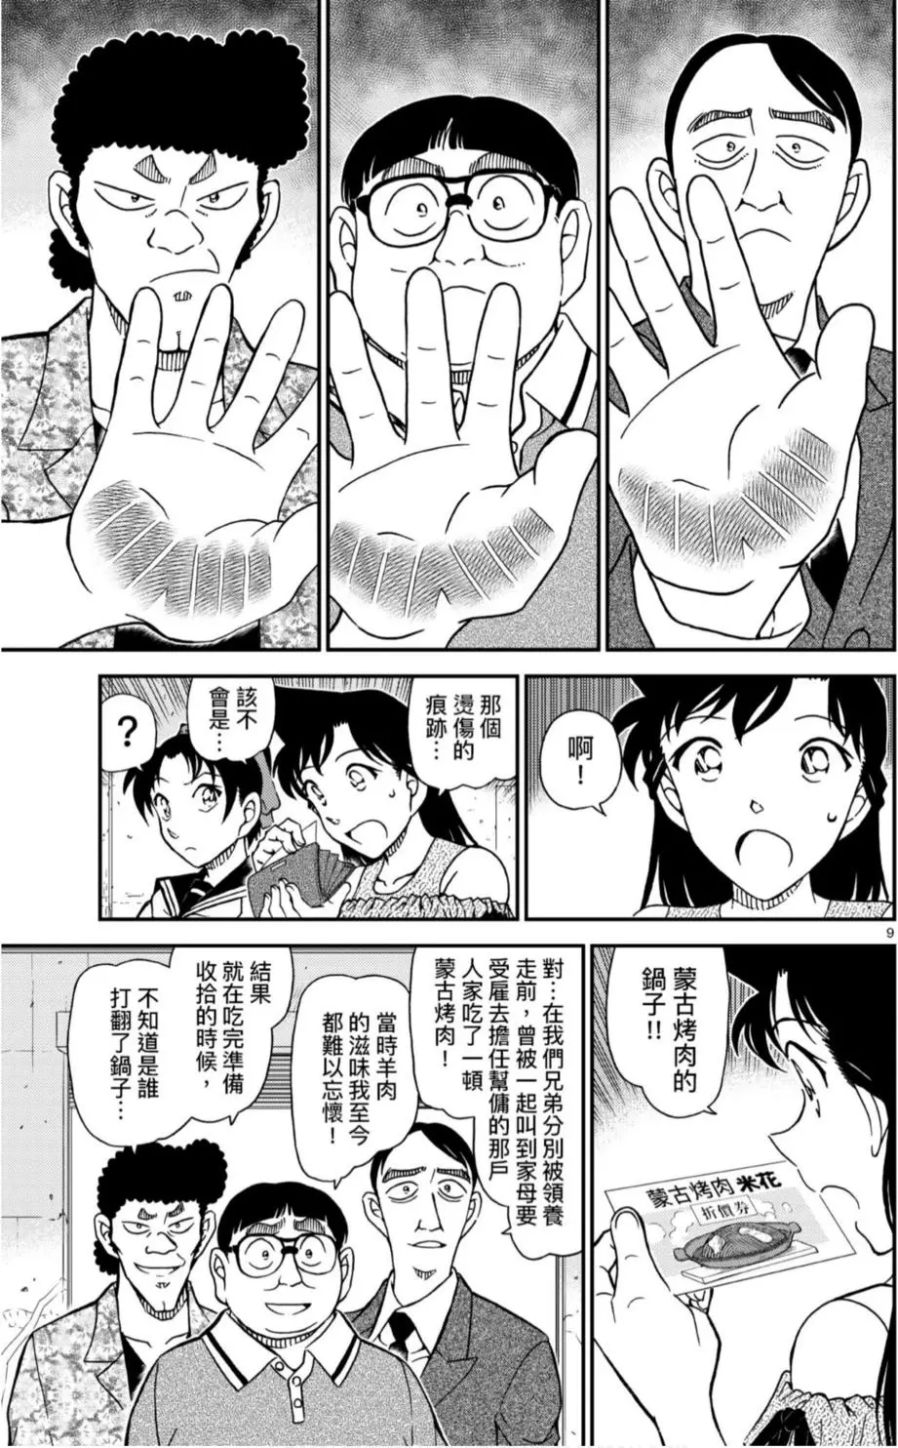 啊！
那個
燙傷的
痕跡…
該不
會是…
？
9
蒙古烤肉的
鍋子!!
蒙古烤肉 米花
折價券
對…在我們兄弟分別被領養
走前，曾被一起叫到家母要
受雇去擔任幫傭的那戶
人家吃了一頓
蒙古烤肉！
當時羊肉
的滋味我至今
都難以忘懷！
結果
就在吃完準備
收拾的時候，
不知道是誰
打翻了鍋子…